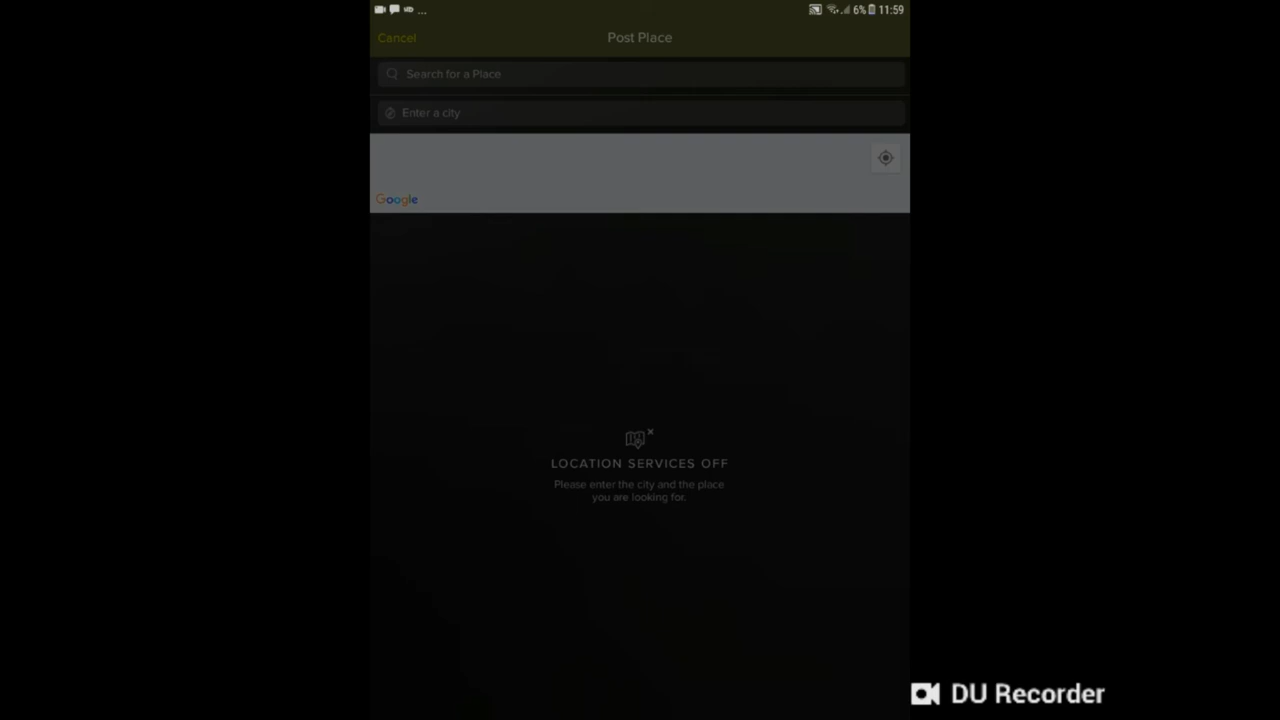 ... 6% 11:59
Cancel
Post Place
Search for a Place
Enter a city
Google
LOCATION SERVICES OFF
Please enter the city and the place
you are looking for.
DU Recorder